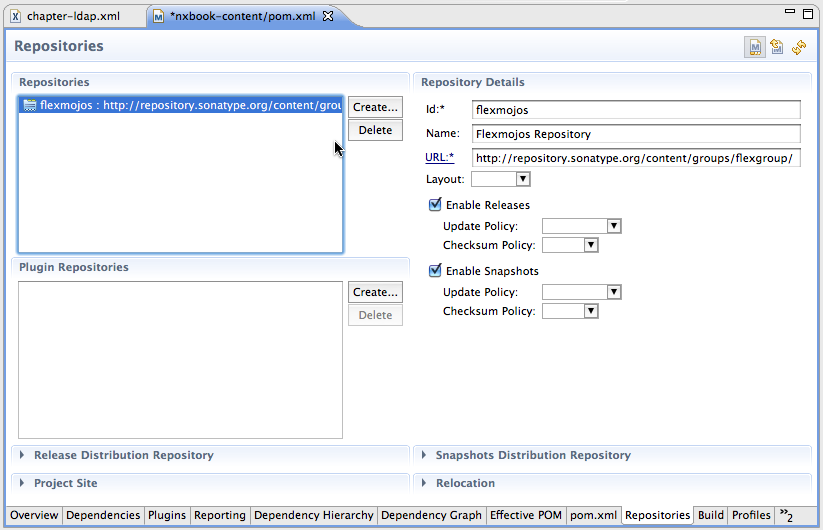 chapter-ldap.xml
*nxbook-content/pom.xml
Repositories
Repositories
flexmojos : http://repository.sonatype.org/content/grou
Create...
Delete
Plugin Repositories
Create...
Delete
Repository Details
Id:* flexmojos
Name: Flexmojos Repository
URL:* http://repository.sonatype.org/content/groups/flexgroup/
Layout:
Enable Releases
Update Policy:
Checksum Policy:
Enable Snapshots
Update Policy:
Checksum Policy:
Release Distribution Repository
Snapshots Distribution Repository
Project Site
Relocation
Overview Dependencies Plugins Reporting Dependency Hierarchy Dependency Graph Effective POM pom.xml Repositories Build Profiles »2